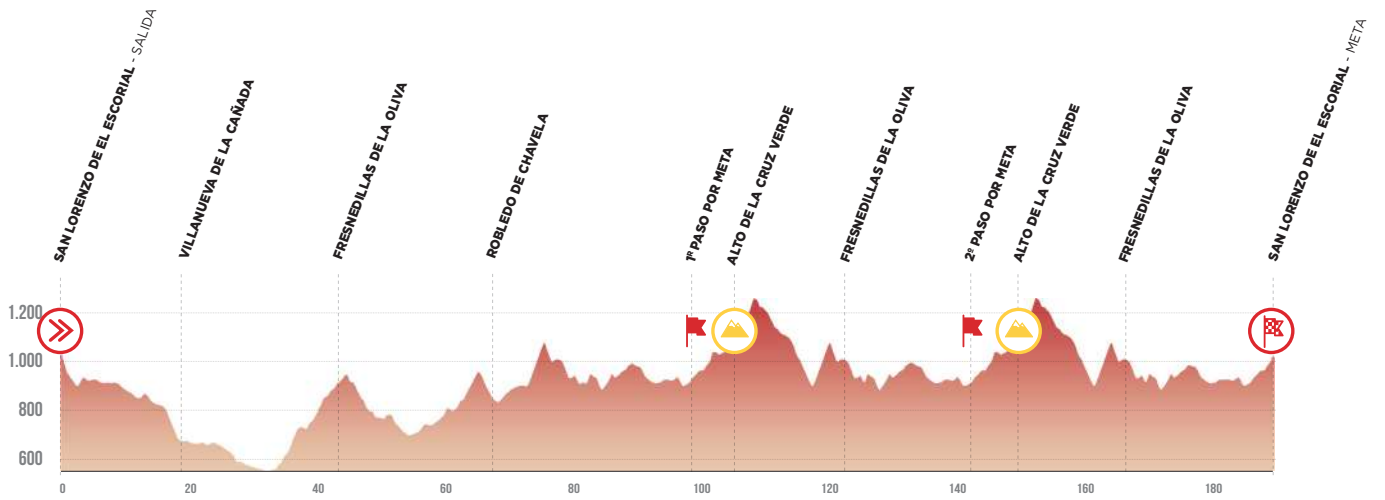 SAN LORENZO DE EL ESCORIAL - SALIDA
VILLANUEVA DE LA CAÑADA
FRESNEDILLAS DE LA OLIVA
ROBLEDO DE CHAVELA
1ª PASO POR META
ALTO DE LA CRUZ VERDE
FRESNEDILLAS DE LA OLIVA
2º PASO POR META
ALTO DE LA CRUZ VERDE
FRESNEDILLAS DE LA OLIVA
SAN LORENZO DE EL ESCORIAL - META
1.200
1.000
800
600
0 20 40 60 80 100 120 140 160 180